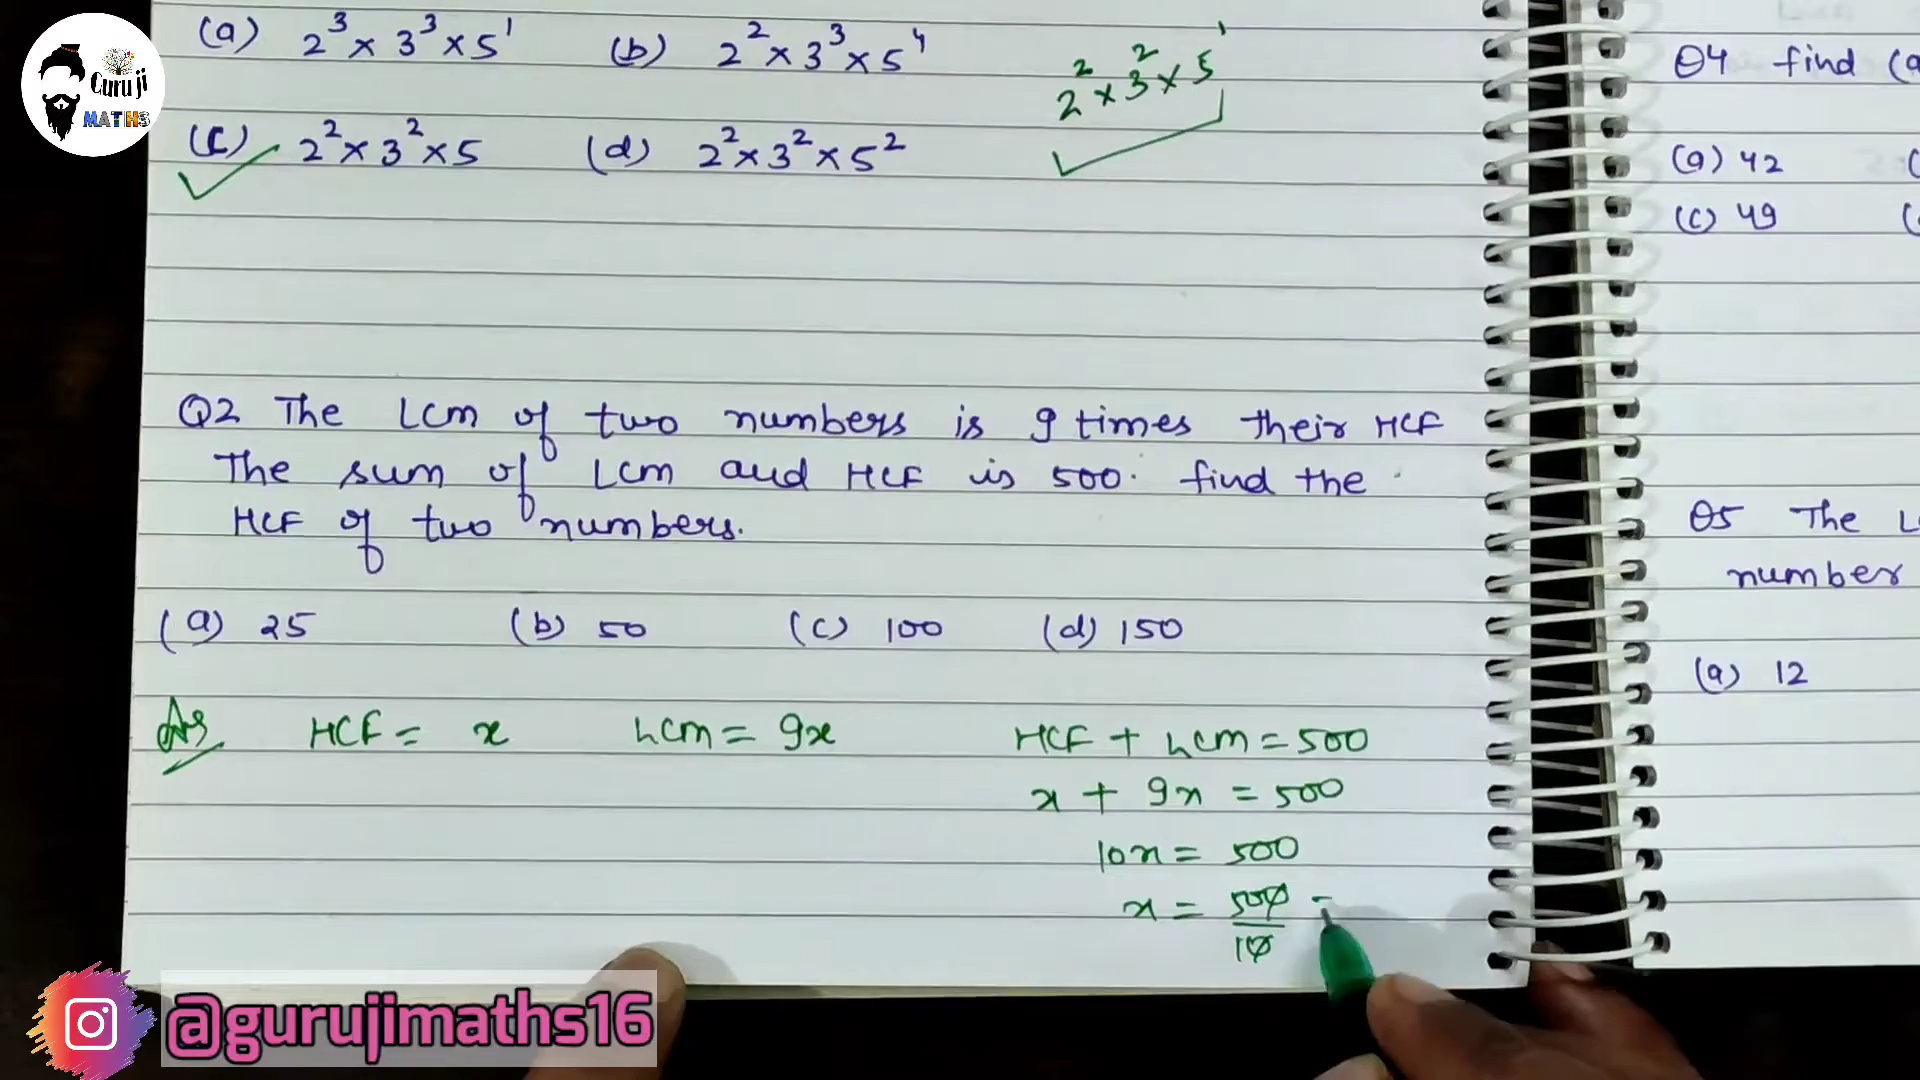 (a) 2³ × 3³ × 5¹ (b) 2² × 3³ × 5⁴
2² × 3² × 5¹
(c) 2² × 3² × 5 (d) 2² × 3² × 5²
Guru ji
MATHS
Q2 The LCM of two numbers is 9 times their HCF
The sum of LCM and HCF is 500. find the
HCF of two numbers.
(a) 25 (b) 50 (c) 100 (d) 150
Ans HCF = x LCM = 9x HCF + LCM = 500
x + 9x = 500
10x = 500
x = 500/10 =
Q4 find (a
(a) 42 (
(c) 49 (
Q5 The L
number
(a) 12
@gurujimaths16